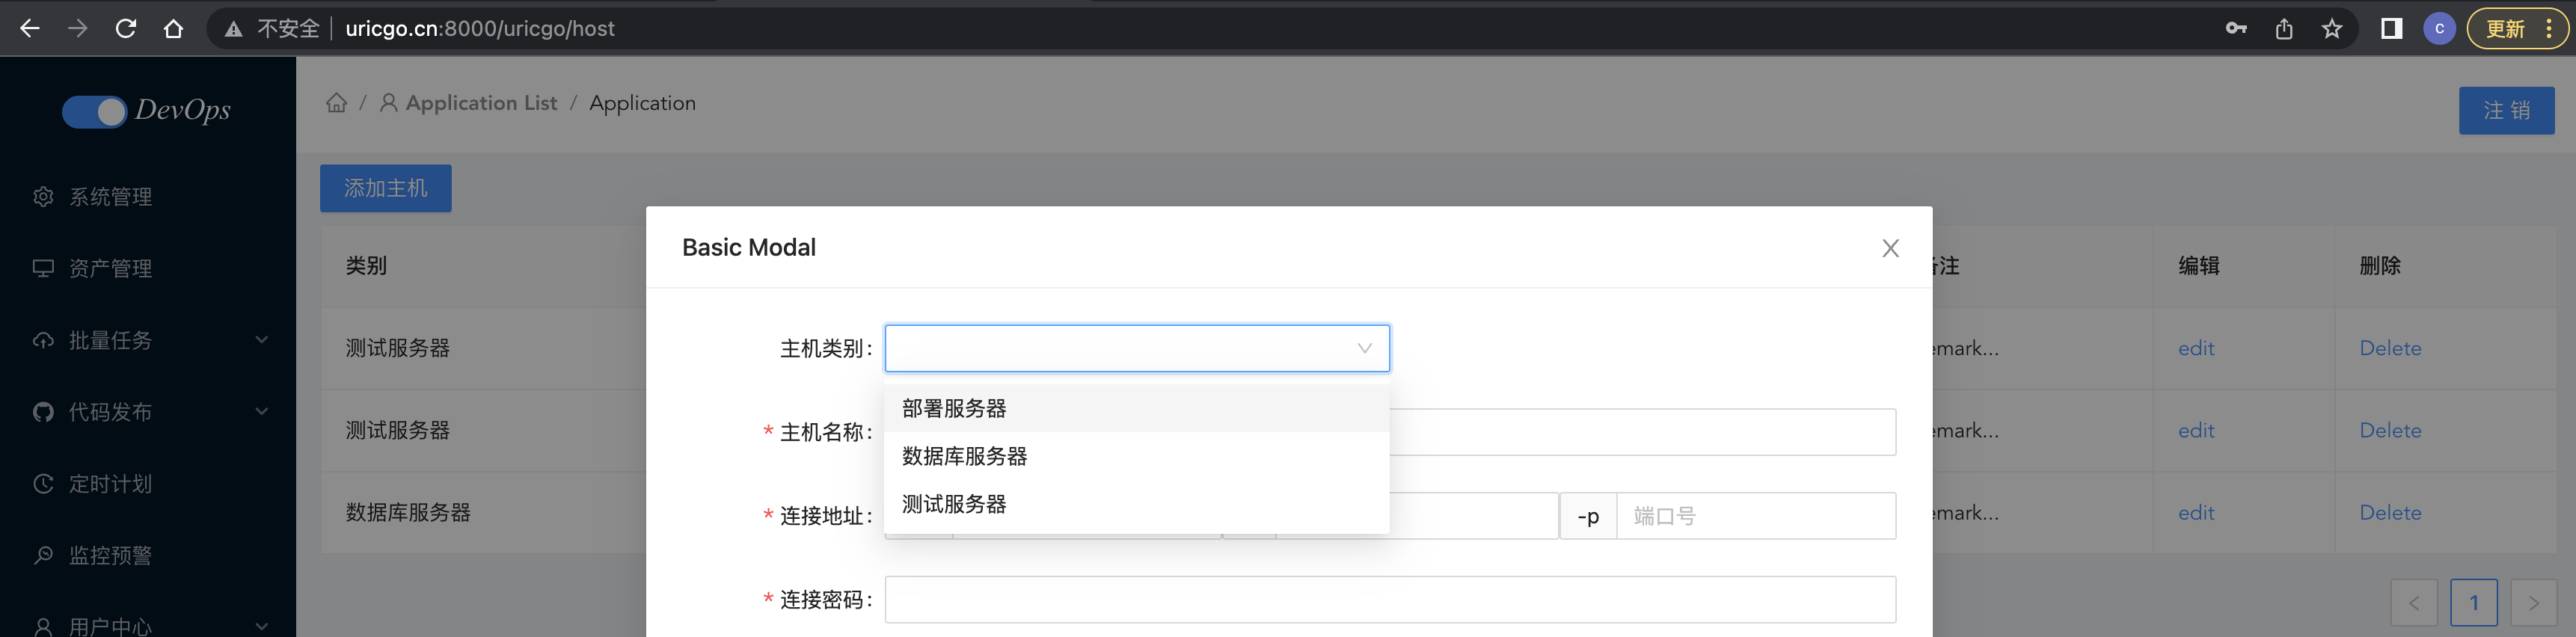 不安全 uricgo.cn:8000/uricgo/host c 更新
DevOps
/ Application List / Application
注 销
系统管理
资产管理
批量任务
代码发布
定时计划
监控预警
用户中心
添加主机
类别 编辑 删除
测试服务器 edit Delete
测试服务器 edit Delete
数据库服务器 edit Delete
< 1 >
Basic Modal
主机类别:
部署服务器
数据库服务器
测试服务器
* 主机名称:
* 连接地址: -p 端口号
* 连接密码: